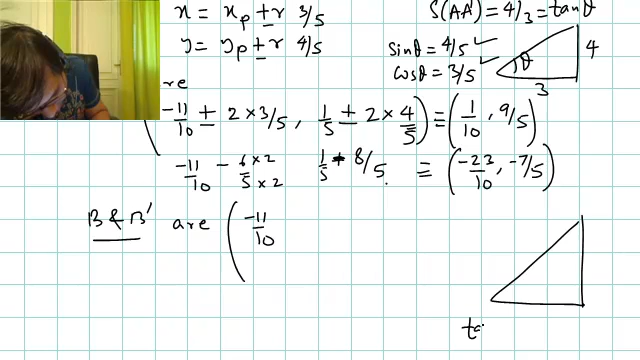 x = x_p ± r 3/5
y = y_p ± r 4/5
S(AA') = 4/3 = tanθ
sinθ = 4/5 ✓
cosθ = 3/5 ✓
θ
4
3
are
(-11/10 ± 2 × 3/5, 1/5 ± 2 × 4/5) ≡ (1/10, 9/5)
-11/10 - 6×2/5×2 1/5 - 8/5. ≡ (-23/10, -7/5)
B & B' are ( -11/10
ta